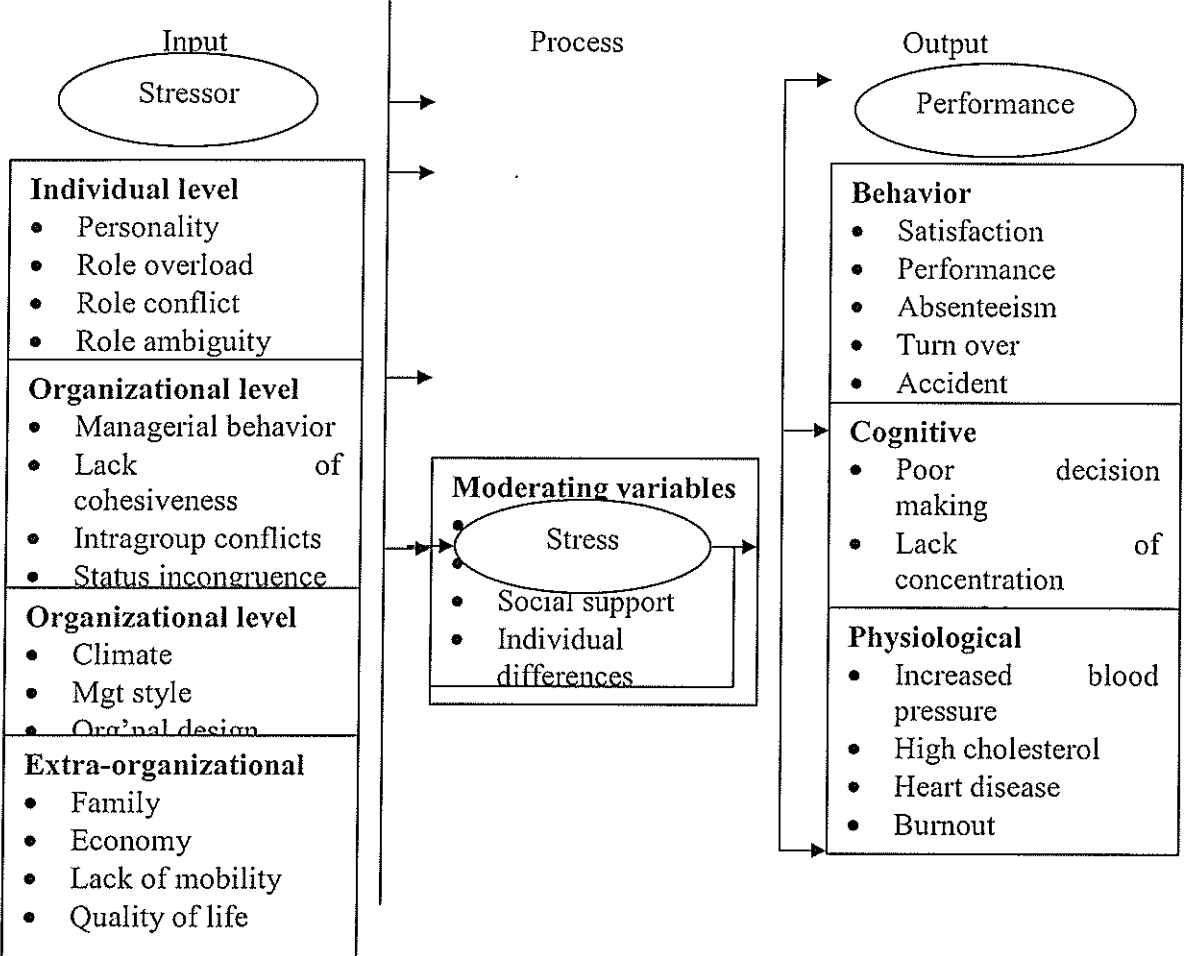 Input
Stressor
Individual level
• Personality
• Role overload
• Role conflict
• Role ambiguity
Organizational level
• Managerial behavior
• Lack of
cohesiveness
• Intragroup conflicts
• Status incongruence
Organizational level
• Climate
• Mgt style
• Org'nal design
Extra-organizational
• Family
• Economy
• Lack of mobility
• Quality of life
Process
Moderating variables
•
Stress
•
• Social support
• Individual
differences
Output
Performance
Behavior
• Satisfaction
• Performance
• Absenteeism
• Turn over
• Accident
Cognitive
• Poor decision
making
• Lack of
concentration
Physiological
• Increased blood
pressure
• High cholesterol
• Heart disease
• Burnout